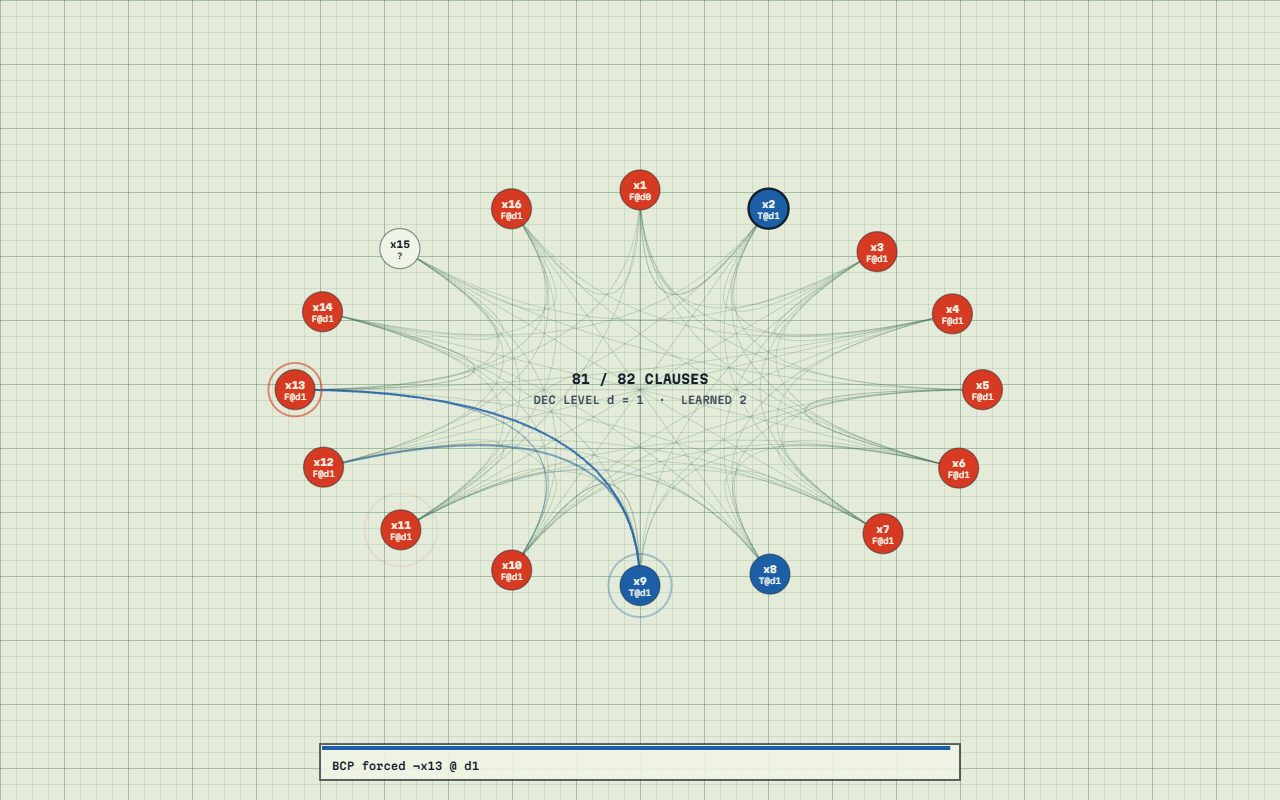 x1
F@d0
x16
F@d1
x2
T@d1
x15
?
x3
F@d1
x14
F@d1
x4
F@d1
81 / 82 CLAUSES
x13
F@d1
x5
F@d1
DEC LEVEL d = 1 · LEARNED 2
x12
F@d1
x6
F@d1
x11
F@d1
x7
F@d1
x10
F@d1
x8
T@d1
x9
T@d1
BCP forced ¬x13 @ d1